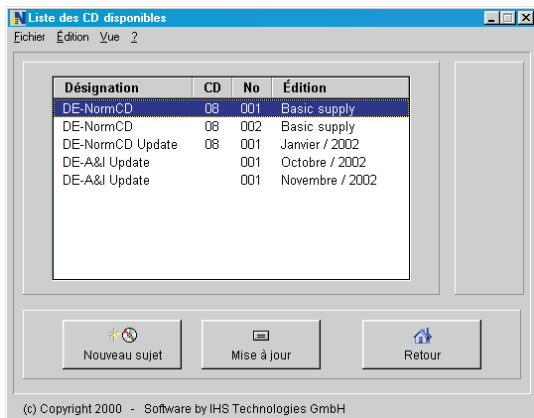 Liste des CD disponibles
Fichier Édition Vue ?
Désignation CD No Édition
DE-NormCD 08 001 Basic supply
DE-NormCD 08 002 Basic supply
DE-NormCD Update 08 001 Janvier / 2002
DE-A&I Update 001 Octobre / 2002
DE-A&I Update 001 Novembre / 2002
Nouveau sujet Mise à jour Retour
(c) Copyright 2000 - Software by IHS Technologies GmbH